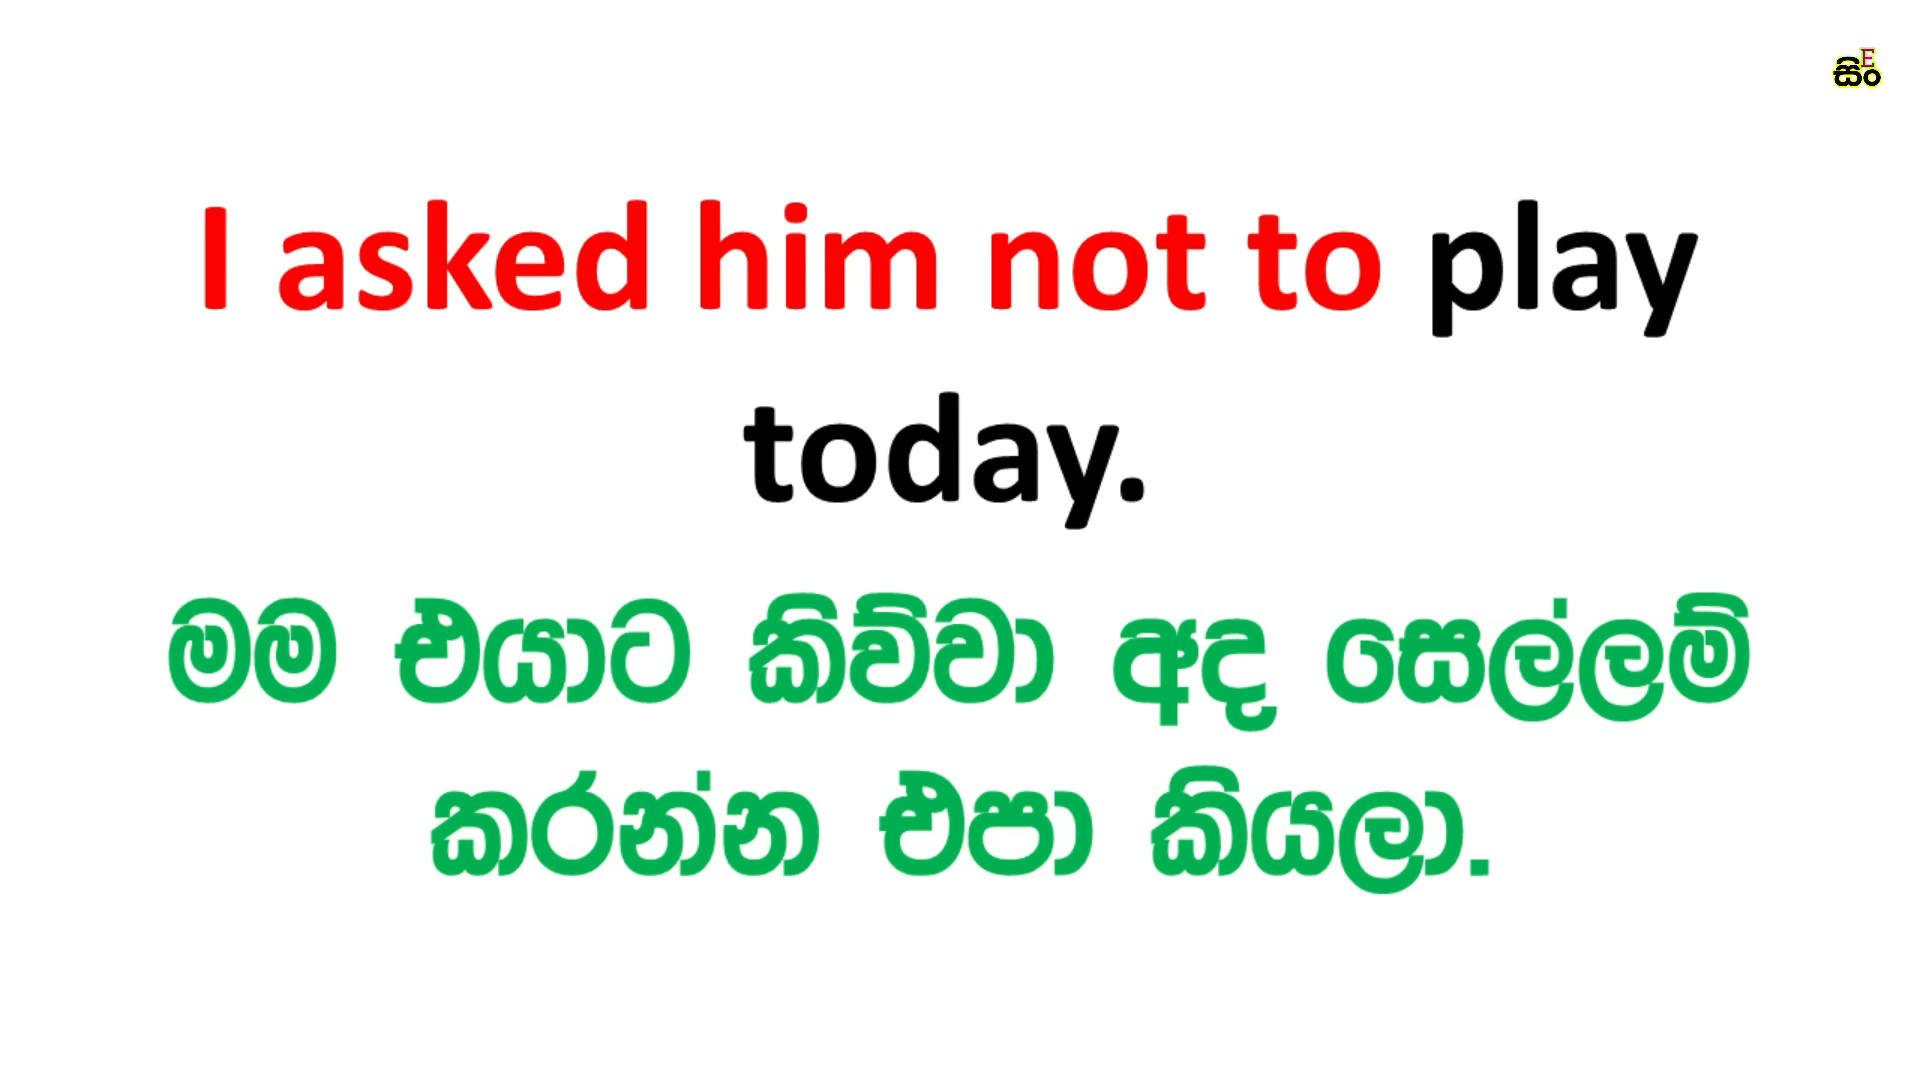 සිං E
I asked him not to play
today.
මම එයාට කිව්වා අද සෙල්ලම්
කරන්න එපා කියලා.